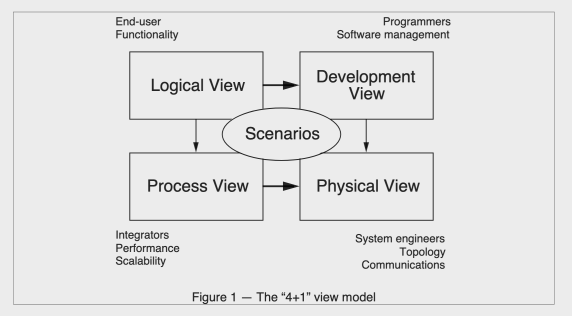 End-user
Functionality
Programmers
Software management
Logical View
Development
View
Scenarios
Process View
Physical View
Integrators
Performance
Scalability
System engineers
Topology
Communications
Figure 1 — The “4+1” view model